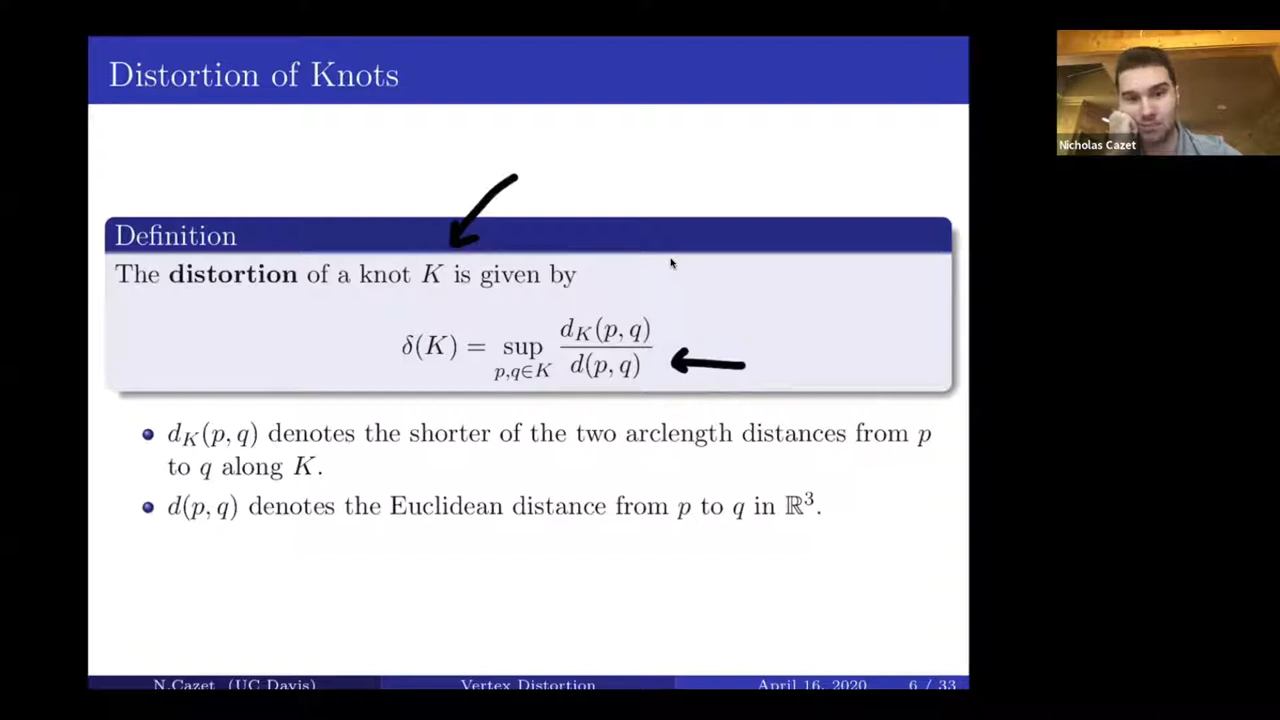 Distortion of Knots
Nicholas Cazet
Definition
The distortion of a knot K is given by
δ(K) = sup_{p,q∈K} d_K(p, q) / d(p, q)
• d_K(p, q) denotes the shorter of the two arclength distances from p
to q along K.
• d(p, q) denotes the Euclidean distance from p to q in ℝ³.
N.Cazet (UC Davis) Vertex Distortion April 16, 2020 6 / 33